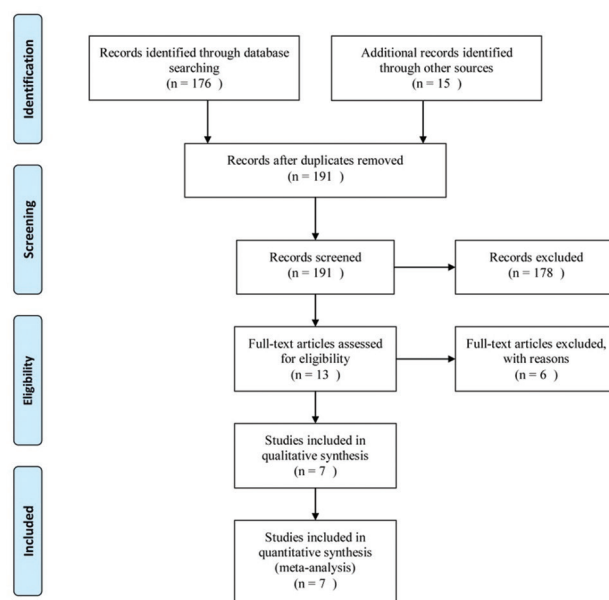 Identification
Records identified through database
searching
(n = 176 )
Additional records identified
through other sources
(n = 15 )
Records after duplicates removed
(n = 191 )
Screening
Records screened
(n = 191 )
Records excluded
(n = 178 )
Eligibility
Full-text articles assessed
for eligibility
(n = 13 )
Full-text articles excluded,
with reasons
(n = 6 )
Studies included in
qualitative synthesis
(n = 7 )
Included
Studies included in
quantitative synthesis
(meta-analysis)
(n = 7 )